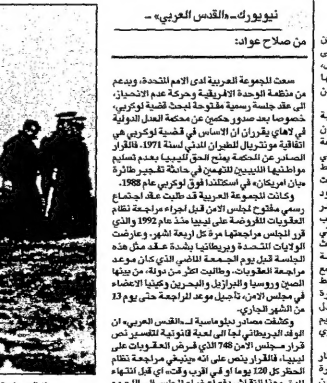 نيويورك ــ «القدس العربي» ــ
من صلاح عواد:
سعت المجموعة العربية لدى الامم المتحدة، وبدعم
من منظمة الوحدة الافريقية وحركة عدم الانحياز،
الى عقد جلسة رسمية مفتوحة لبحث قضية لوكربي،
خصوصا بعد صدور حكمين عن محكمة العدل الدولية
في لاهاي يقرران ان الاساس في قضية لوكربي هي
اتفاقية مونتريال للطيران المدني لسنة 1971. فالقرار
الصادر عن المحكمة يمنح الحق لليبيا بعدم تسليم
مواطنيها الليبيين المتهمين في حادثة تفجير طائرة
«بان امريكان» في اسكتلندا فوق لوكربي عام 1988.
وكانت المجموعة العربية قد طلبت عقد اجتماع
رسمي مفتوح لمجلس الامن قبل اجراء مراجعة نظام
العقوبات المفروضة على ليبيا منذ عام 1992 والذي
قرر المجلس مراجعتها مرة كل اربعة اشهر، وعارضت
الولايات المتحدة وبريطانيا بشدة عقد مثل هذه
الجلسة قبل يوم الجمعة الماضي الذي كان موعد
مراجعة العقوبات، وطالبت اكثر من دولة، من بينها
الصين وروسيا والبرازيل والبحرين وكينيا الاعضاء
في مجلس الامن، تأجيل موعد المراجعة حتى يوم 13
من الشهر الجاري.
وكشفت مصادر دبلوماسية لـ«القدس العربي» ان
الوفد البريطاني لجأ الى لعبة قانونية لتفسير نص
قرار مجلس الامن 748 الذي فرض العقوبات على
ليبيا، فالقرار ينص على انه «ينبغي مراجعة نظام
الحظر كل 120 يوما او في اقرب وقت»، اي قبل انتهاء